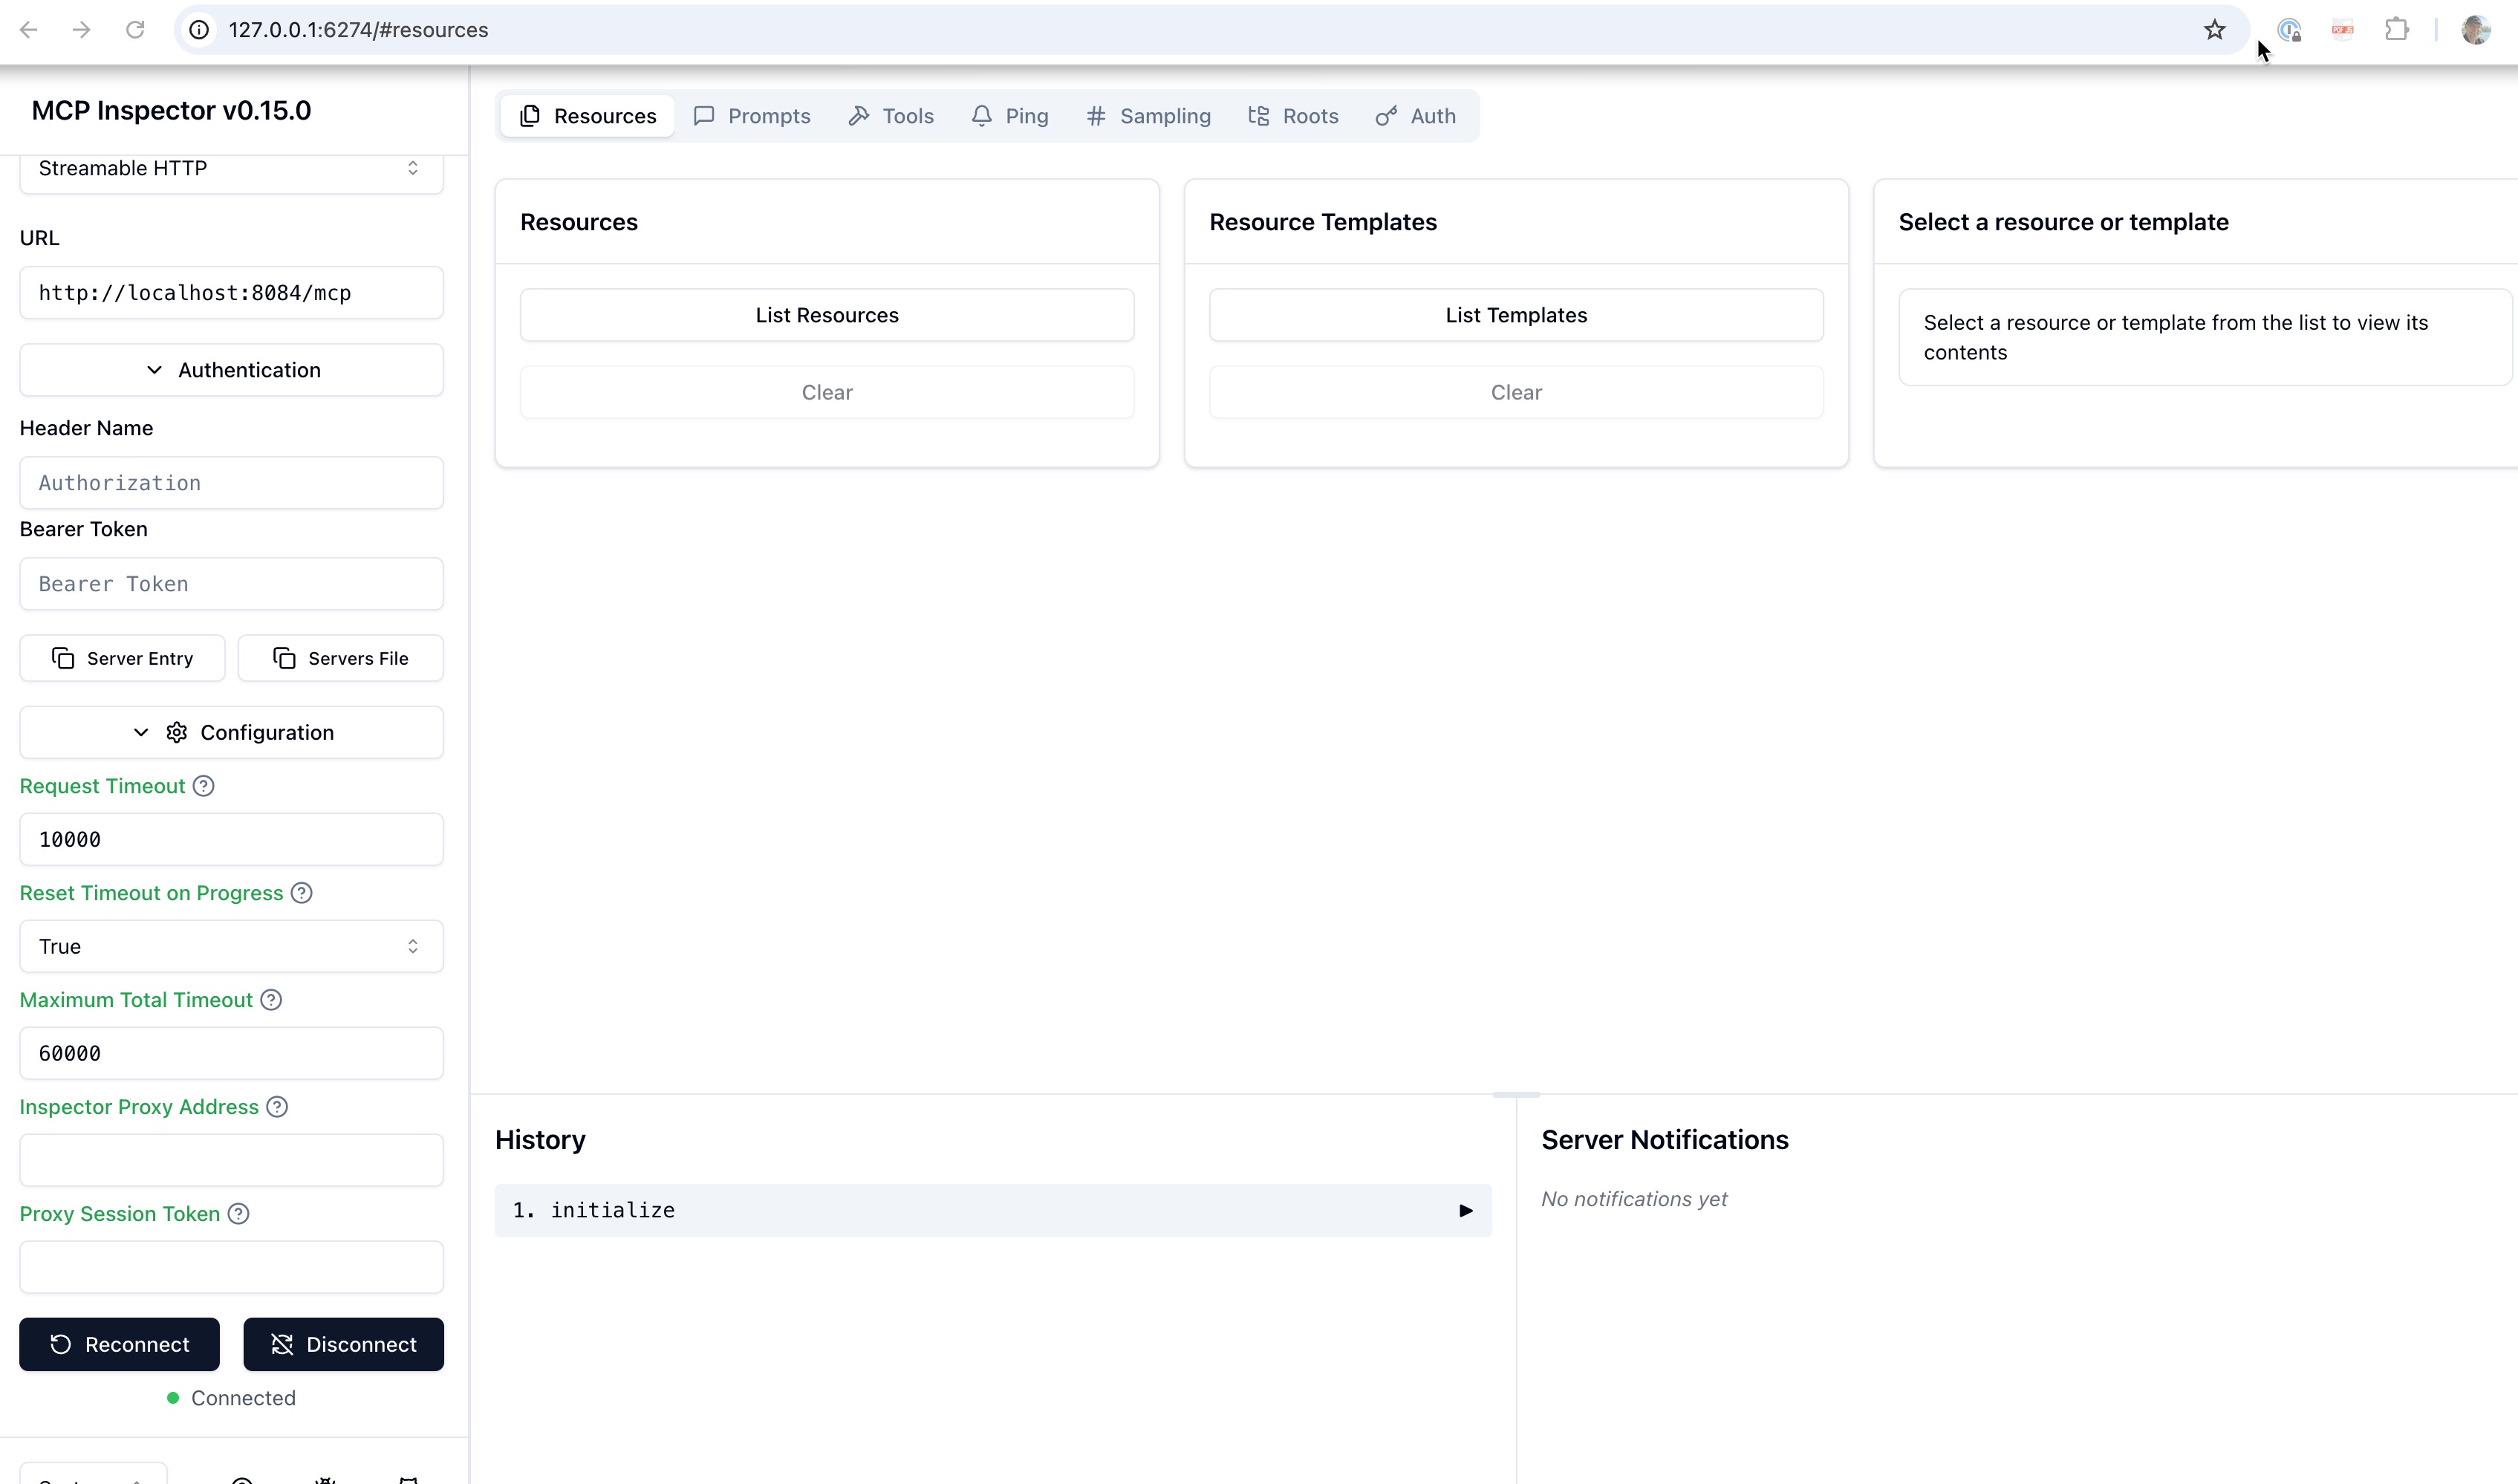 127.0.0.1:6274/#resources
MCP Inspector v0.15.0
Streamable HTTP
URL
http://localhost:8084/mcp
Authentication
Header Name
Authorization
Bearer Token
Bearer Token
Server Entry
Servers File
Configuration
Request Timeout
10000
Reset Timeout on Progress
True
Maximum Total Timeout
60000
Inspector Proxy Address
Proxy Session Token
Reconnect
Disconnect
Connected
Resources
Prompts
Tools
Ping
Sampling
Roots
Auth
Resources
List Resources
Clear
Resource Templates
List Templates
Clear
Select a resource or template
Select a resource or template from the list to view its
contents
History
1. initialize
Server Notifications
No notifications yet